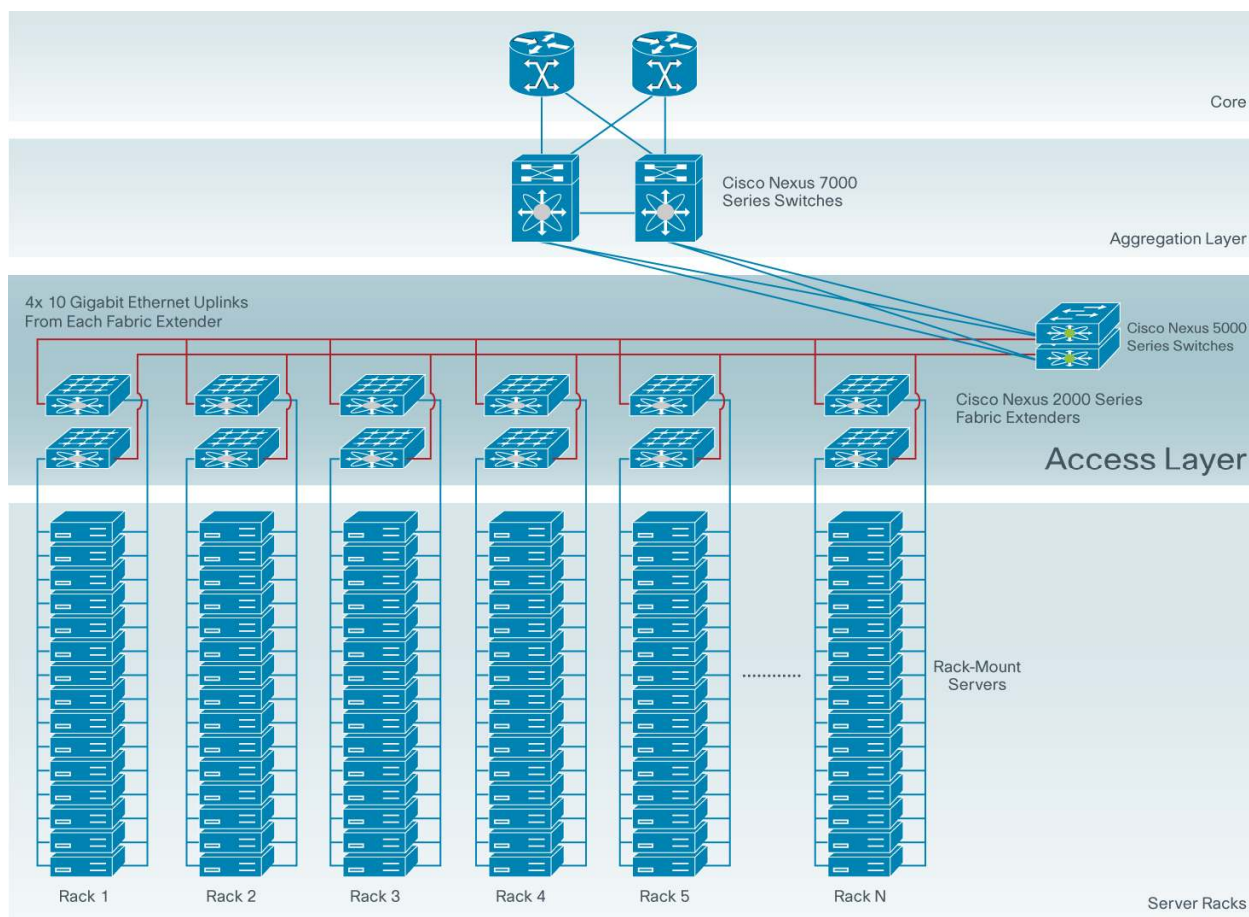 Core
Cisco Nexus 7000
Series Switches
Aggregation Layer
4x 10 Gigabit Ethernet Uplinks
From Each Fabric Extender
Cisco Nexus 5000
Series Switches
Cisco Nexus 2000 Series
Fabric Extenders
Access Layer
............
Rack-Mount
Servers
Rack 1
Rack 2
Rack 3
Rack 4
Rack 5
Rack N
Server Racks